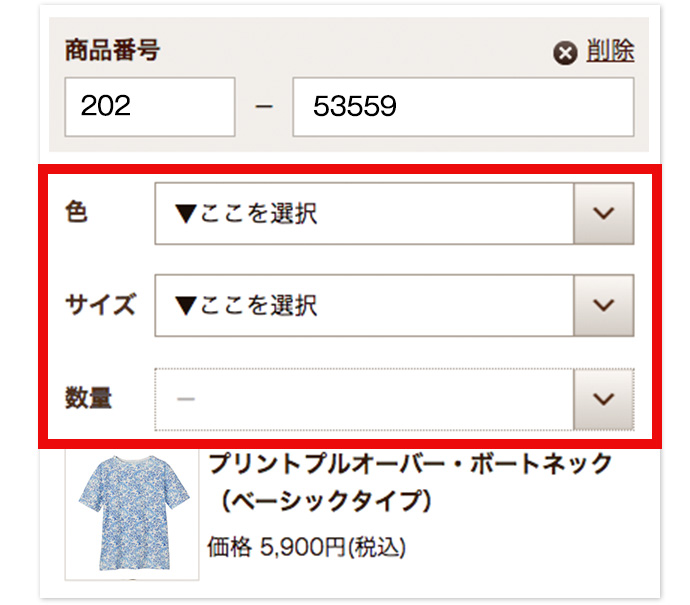 商品番号
削除
202 – 53559
色 ▼ここを選択
サイズ ▼ここを選択
数量 –
プリントプルオーバー・ボートネック
（ベーシックタイプ）
価格 5,900円(税込)